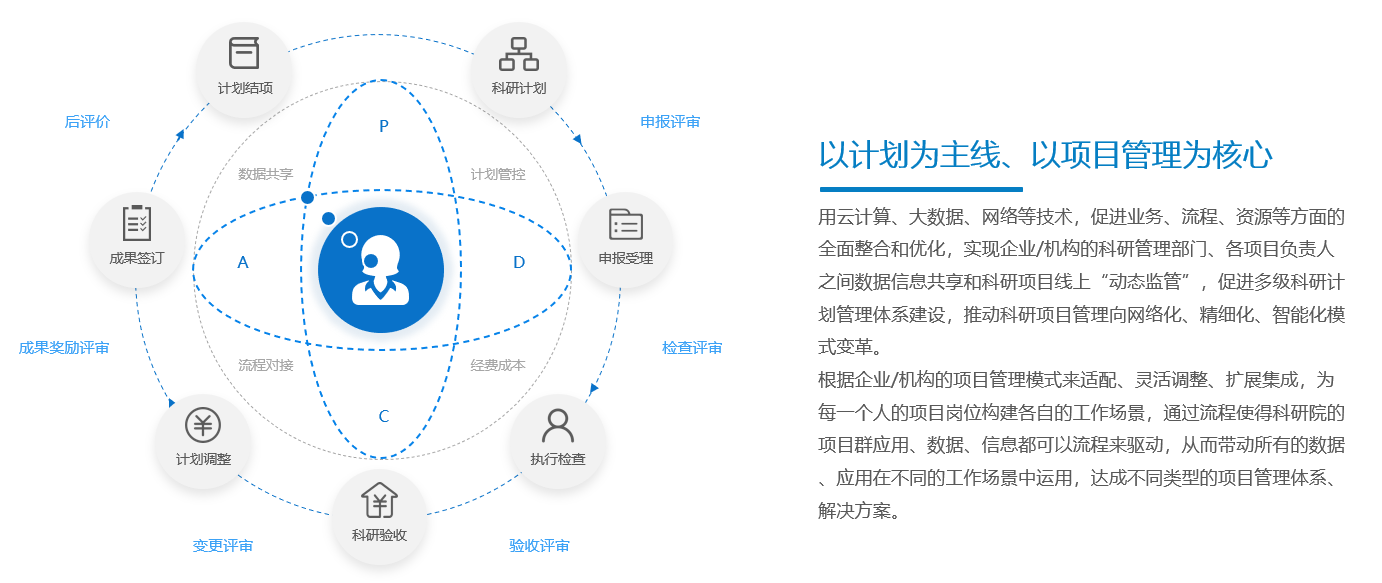 计划结项
科研计划
后评价
P
申报评审
数据共享
计划管控
成果签订
A
D
申报受理
成果奖励评审
检查评审
流程对接
经费成本
C
计划调整
执行检查
科研验收
变更评审
验收评审
以计划为主线、以项目管理为核心
用云计算、大数据、网络等技术，促进业务、流程、资源等方面的
全面整合和优化，实现企业/机构的科研管理部门、各项目负责人
之间数据信息共享和科研项目线上“动态监管”，促进多级科研计
划管理体系建设，推动科研项目管理向网络化、精细化、智能化模
式变革。
根据企业/机构的项目管理模式来适配、灵活调整、扩展集成，为
每一个人的项目岗位构建各自的工作场景，通过流程使得科研院的
项目群应用、数据、信息都可以流程来驱动，从而带动所有的数据
、应用在不同的工作场景中运用，达成不同类型的项目管理体系、
解决方案。